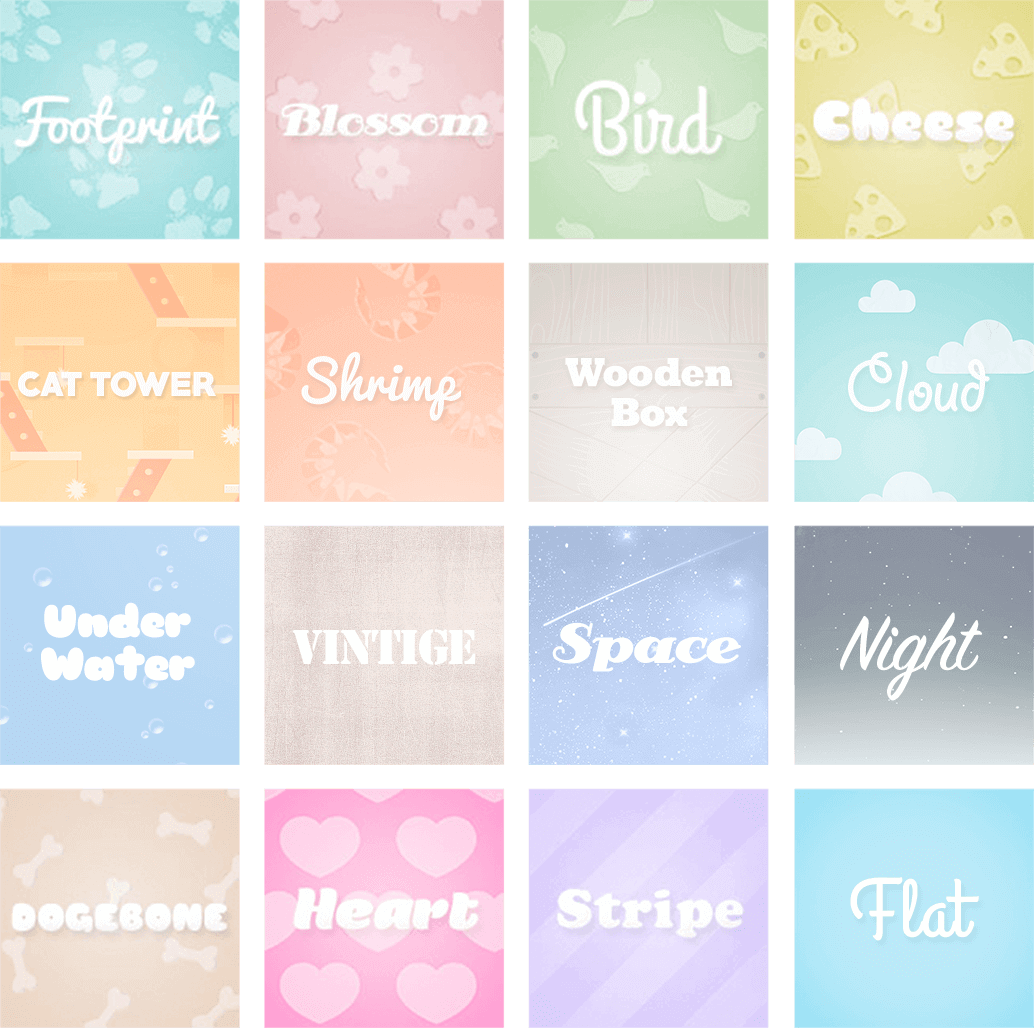 Footprint
Blossom
Bird
Cheese
CAT TOWER
Shrimp
Wooden
Box
Cloud
Under
Water
VINTIGE
Space
Night
DOGEBONE
Heart
Stripe
Flat